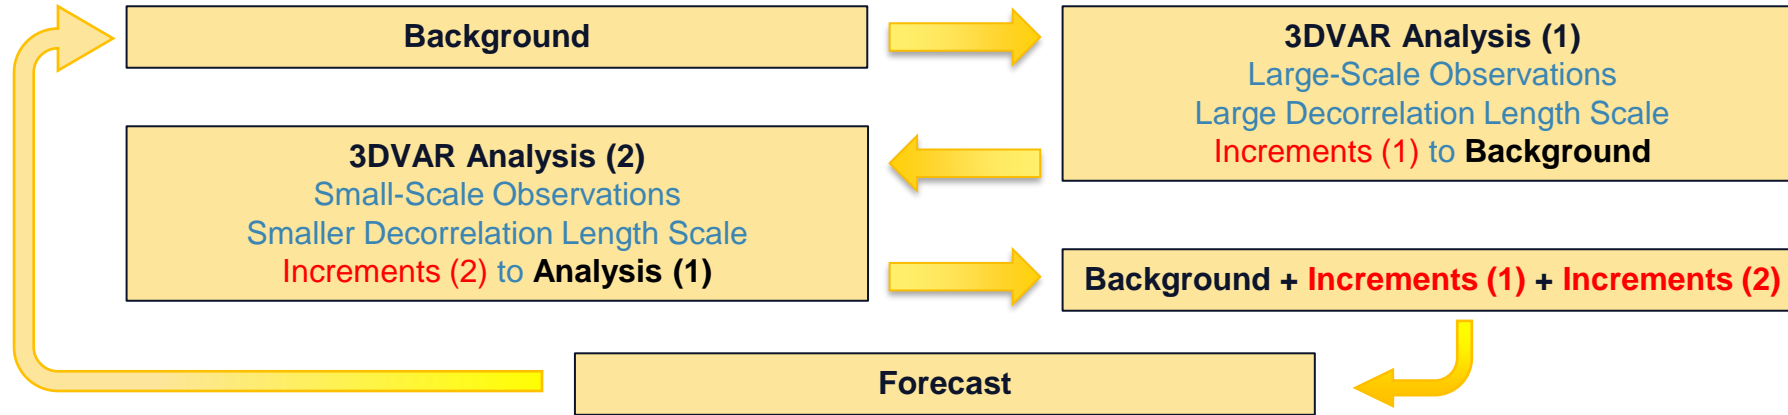 Background
3DVAR Analysis (1)
Large-Scale Observations
Large Decorrelation Length Scale
Increments (1) to Background
3DVAR Analysis (2)
Small-Scale Observations
Smaller Decorrelation Length Scale
Increments (2) to Analysis (1)
Background + Increments (1) + Increments (2)
Forecast